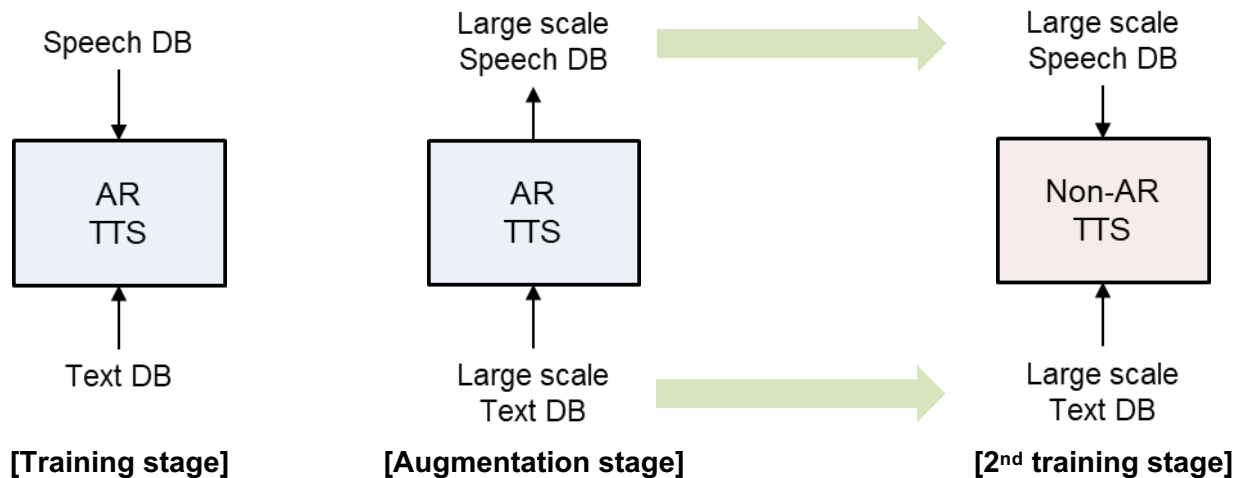 Speech DB
AR
TTS
Text DB
[Training stage]
Large scale
Speech DB
AR
TTS
Large scale
Text DB
[Augmentation stage]
Large scale
Speech DB
Non-AR
TTS
Large scale
Text DB
[2nd training stage]